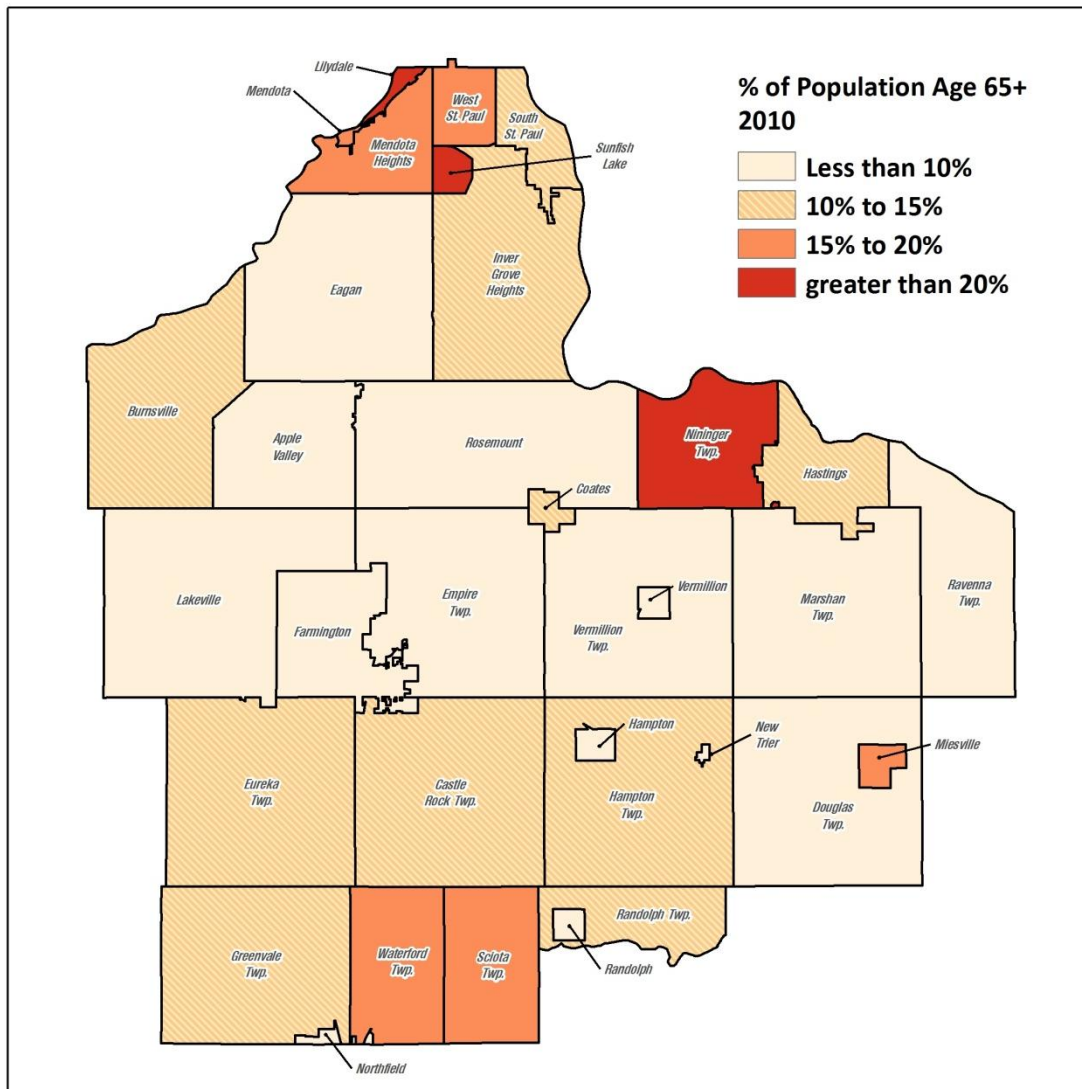 Lilydale
Mendota
West
St. Paul
South
St. Paul
Mendota
Heights
Sunfish
Lake
% of Population Age 65+
2010
Less than 10%
10% to 15%
15% to 20%
greater than 20%
Inver
Grove
Heights
Eagan
Burnsville
Apple
Valley
Rosemount
Nininger
Twp.
Hastings
Coates
Lakeville
Farmington
Empire
Twp.
Vermillion
Twp.
Vermillion
Marshan
Twp.
Ravenna
Twp.
Eureka
Twp.
Castle
Rock Twp.
Hampton
Hampton
Twp.
New
Trier
Miesville
Douglas
Twp.
Greenvale
Twp.
Waterford
Twp.
Sciota
Twp.
Randolph Twp.
Randolph
Northfield